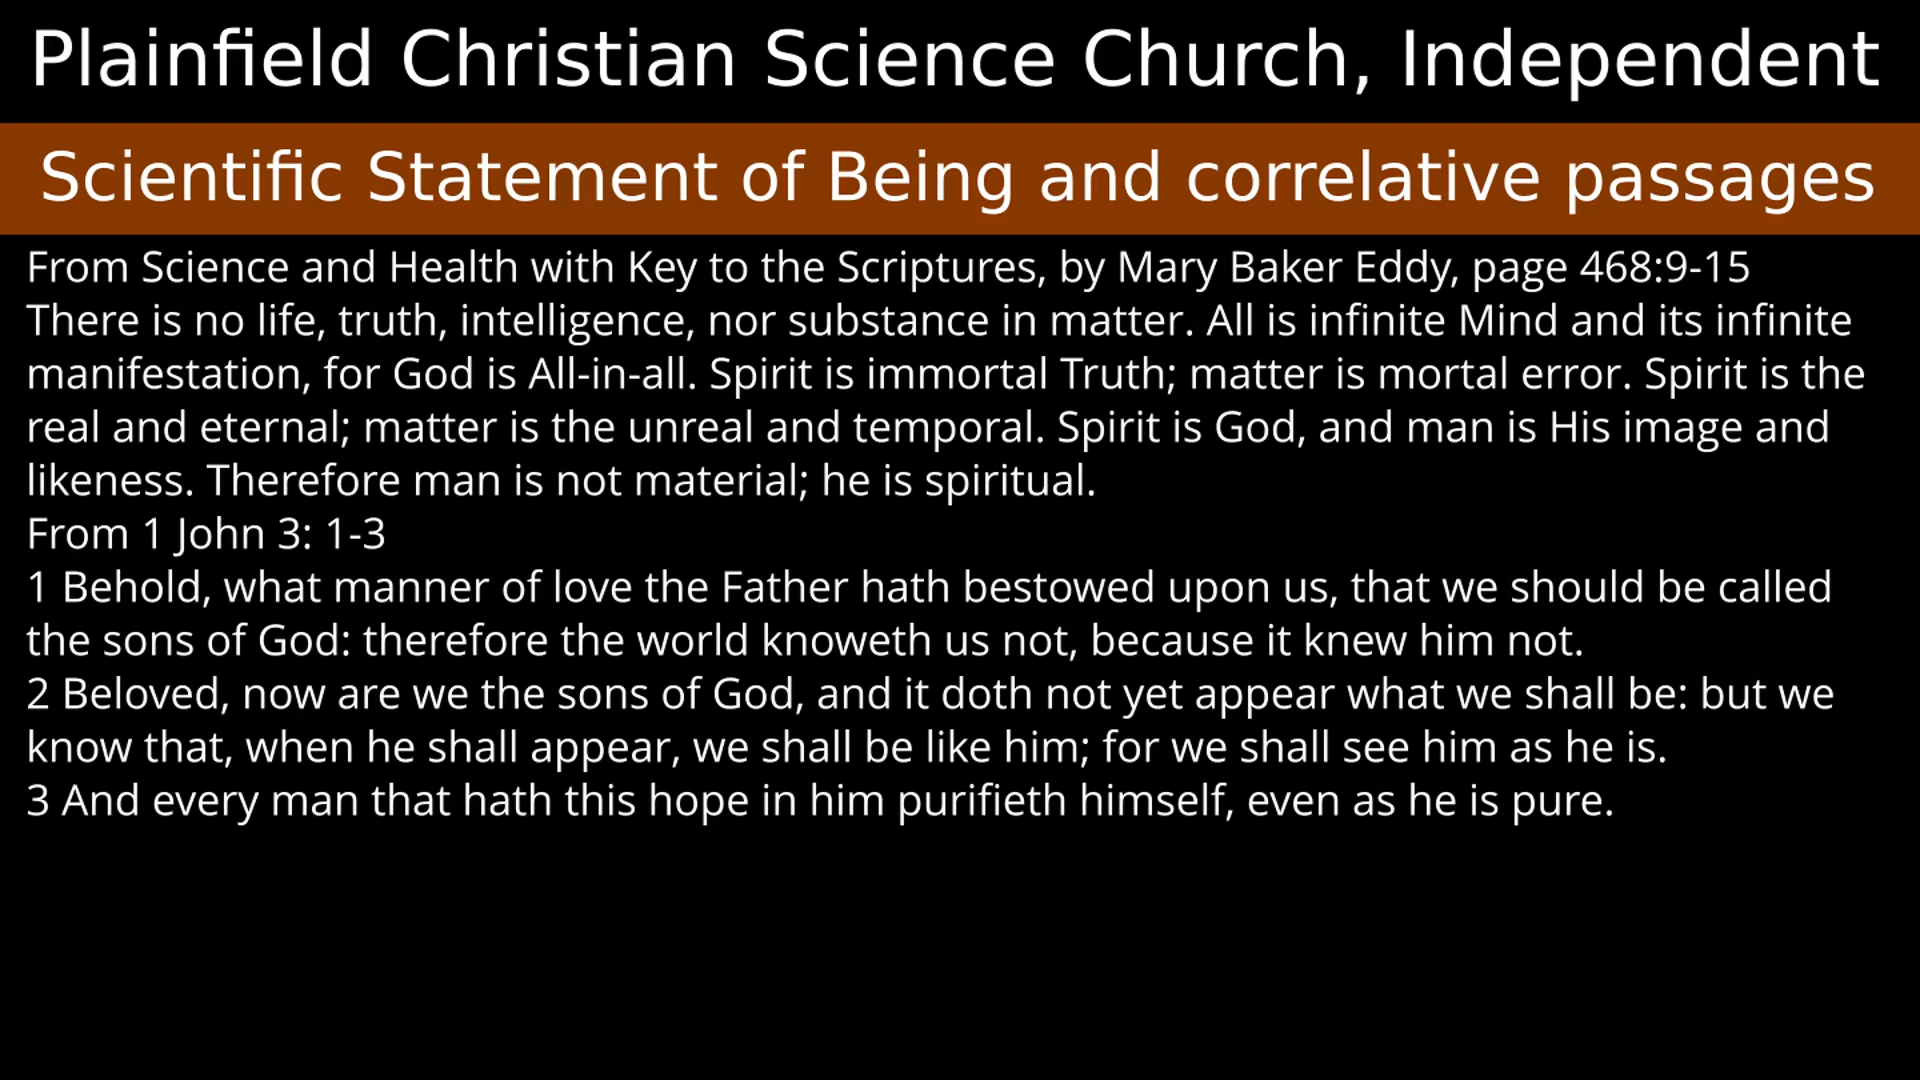 Plainfield Christian Science Church, Independent
Scientific Statement of Being and correlative passages
From Science and Health with Key to the Scriptures, by Mary Baker Eddy, page 468:9-15
There is no life, truth, intelligence, nor substance in matter. All is infinite Mind and its infinite
manifestation, for God is All-in-all. Spirit is immortal Truth; matter is mortal error. Spirit is the
real and eternal; matter is the unreal and temporal. Spirit is God, and man is His image and
likeness. Therefore man is not material; he is spiritual.
From 1 John 3: 1-3
1 Behold, what manner of love the Father hath bestowed upon us, that we should be called
the sons of God: therefore the world knoweth us not, because it knew him not.
2 Beloved, now are we the sons of God, and it doth not yet appear what we shall be: but we
know that, when he shall appear, we shall be like him; for we shall see him as he is.
3 And every man that hath this hope in him purifieth himself, even as he is pure.